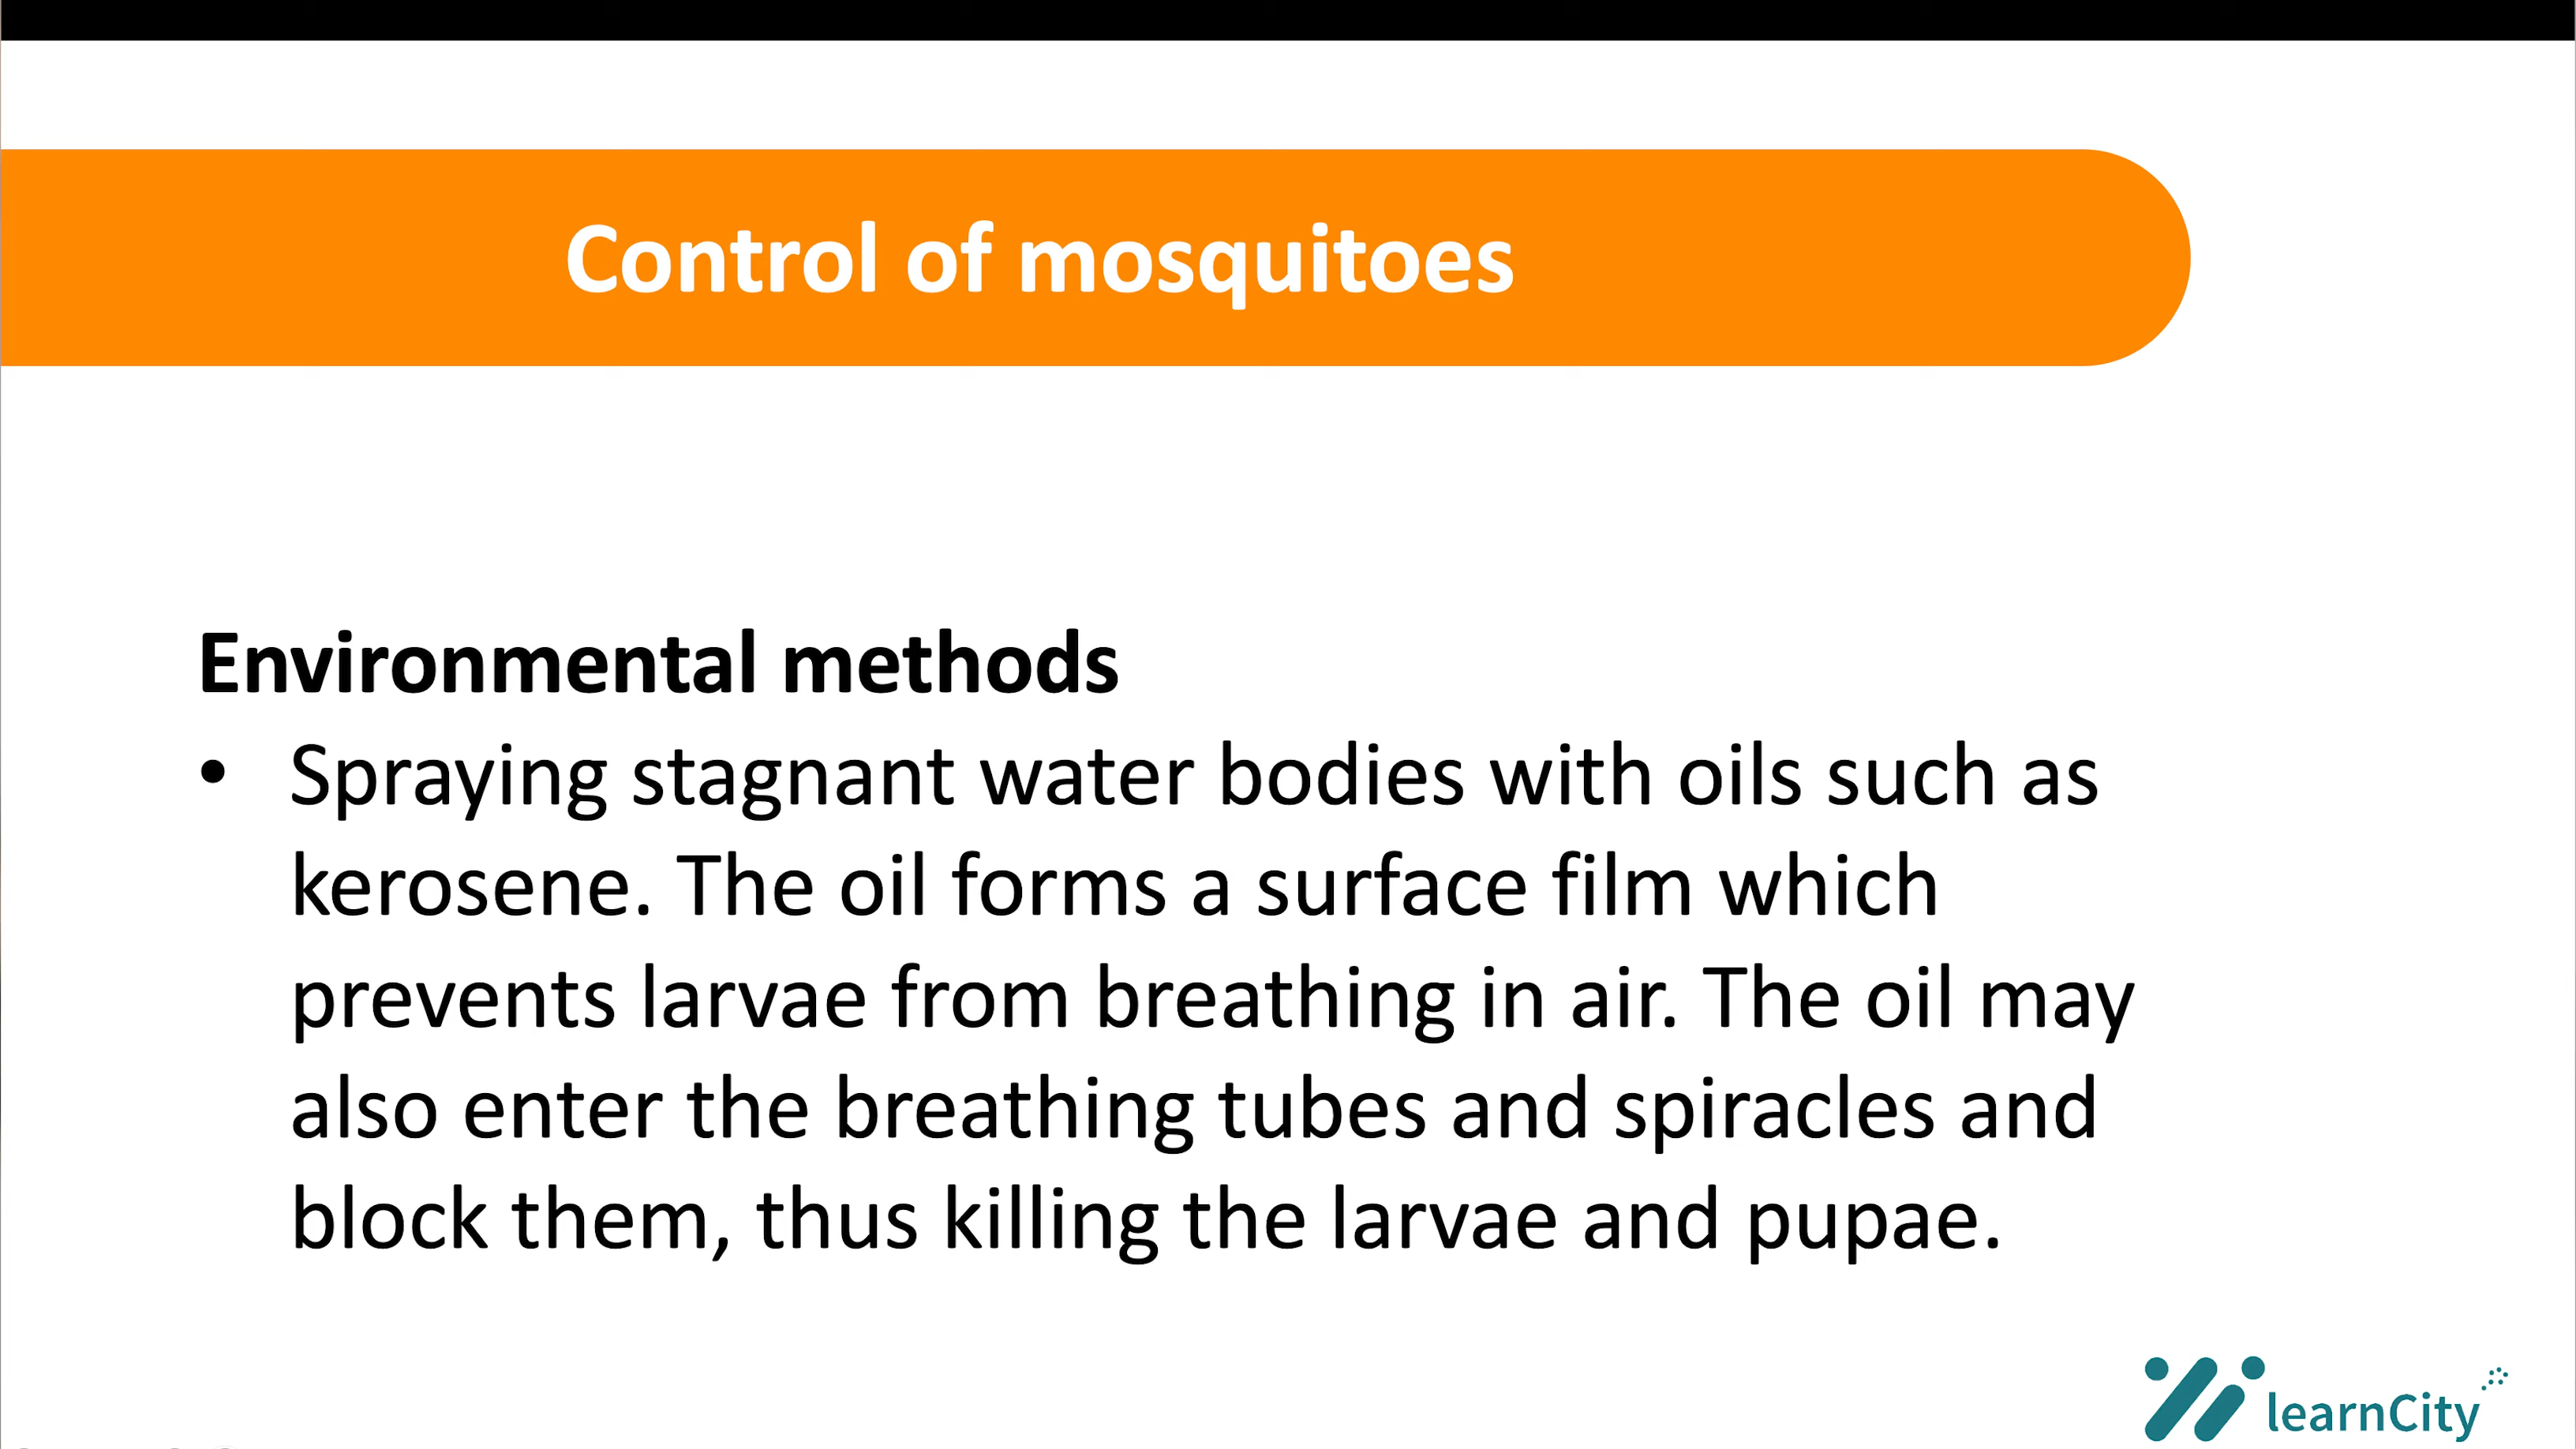 Control of mosquitoes
Environmental methods
• Spraying stagnant water bodies with oils such as
kerosene. The oil forms a surface film which
prevents larvae from breathing in air. The oil may
also enter the breathing tubes and spiracles and
block them, thus killing the larvae and pupae.
learnCity